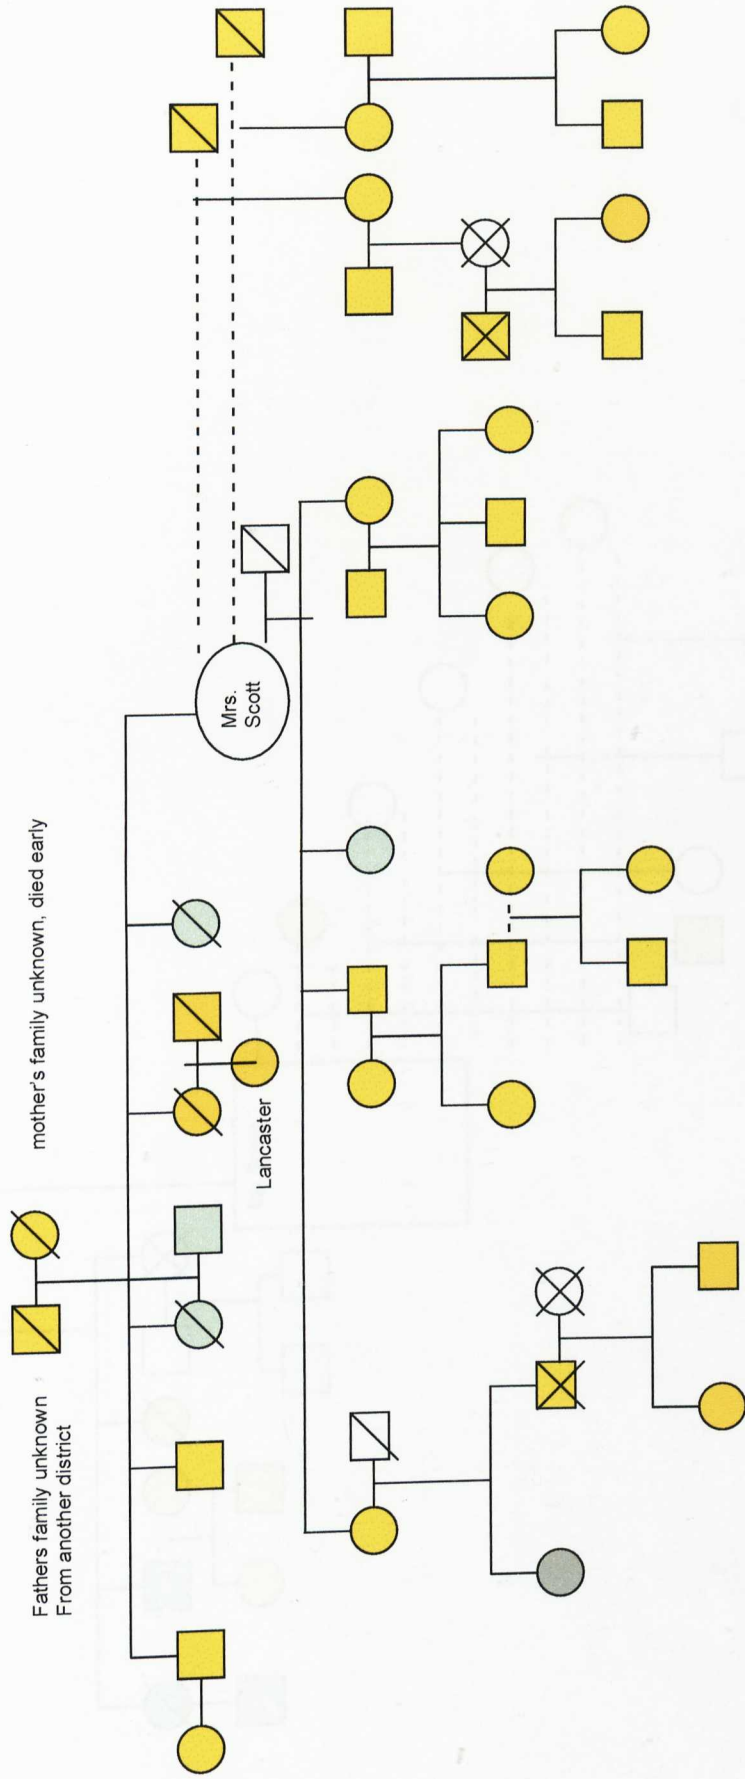 Fathers family unknown
From another district
mother's family unknown, died early
Lancaster
Mrs.
Scott